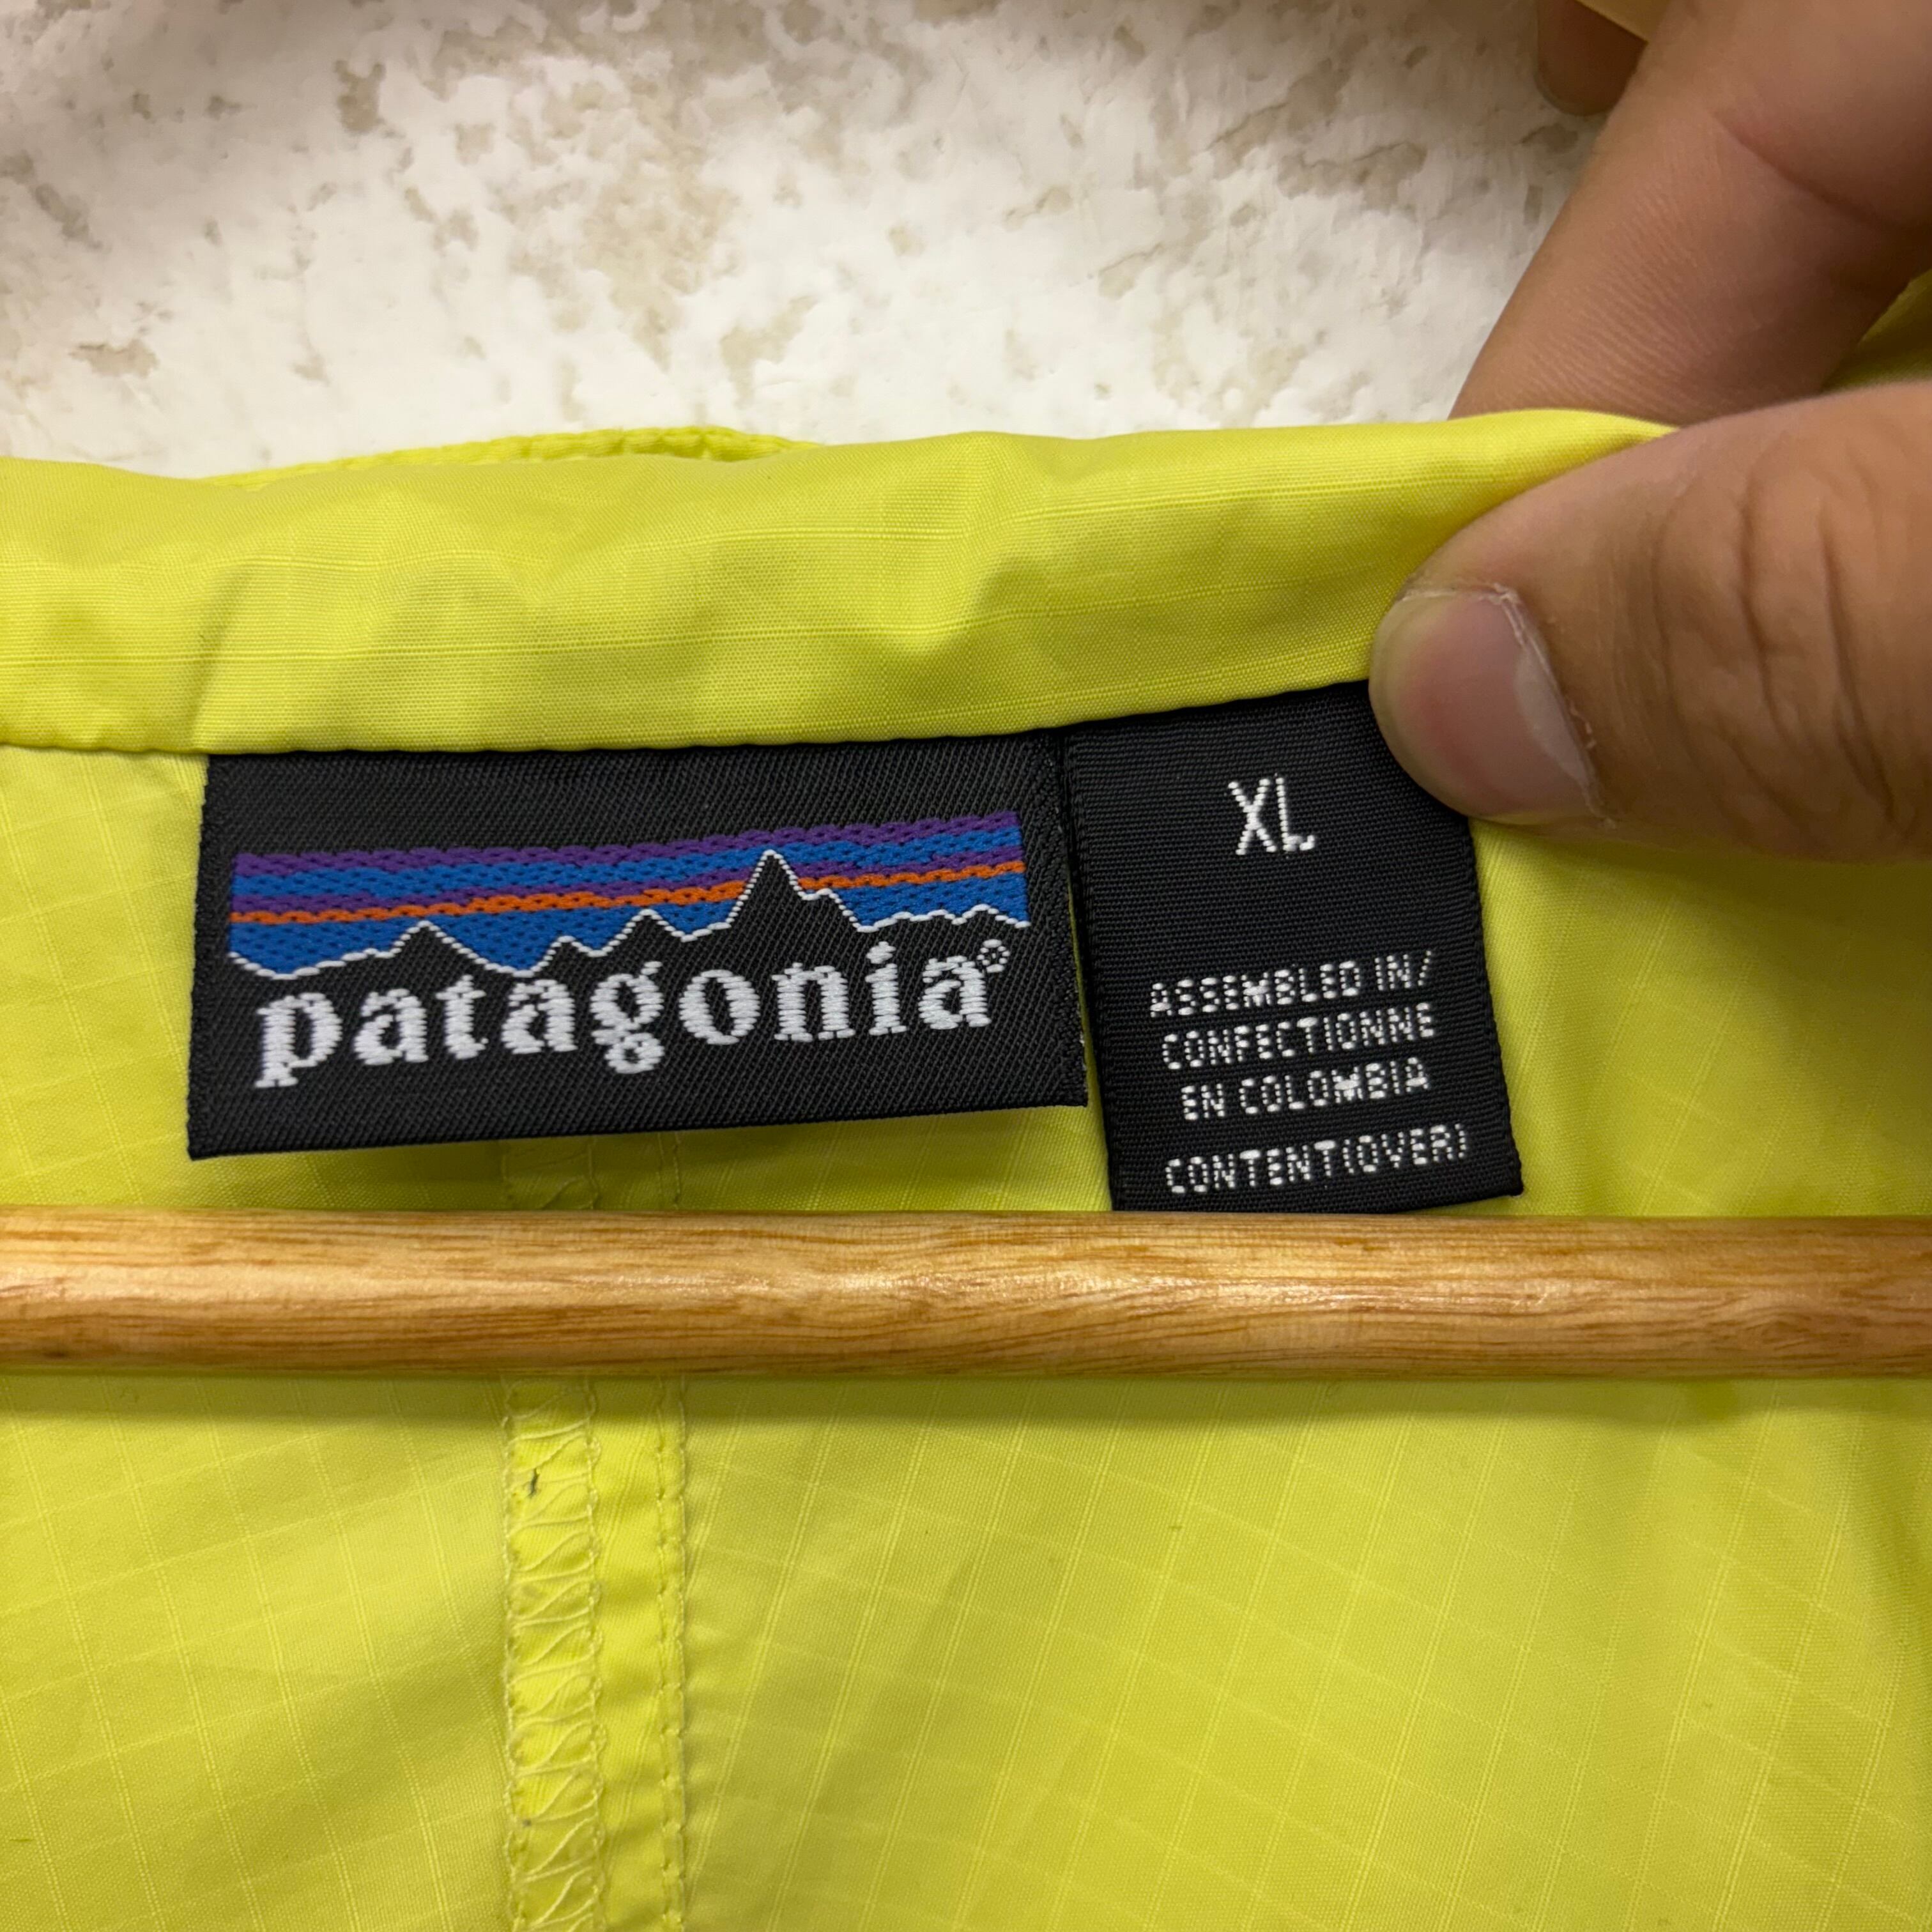 patagonia®
XL
ASSEMBLED IN/
CONFECTIONNE
EN COLOMBIA
CONTENT(OVER)